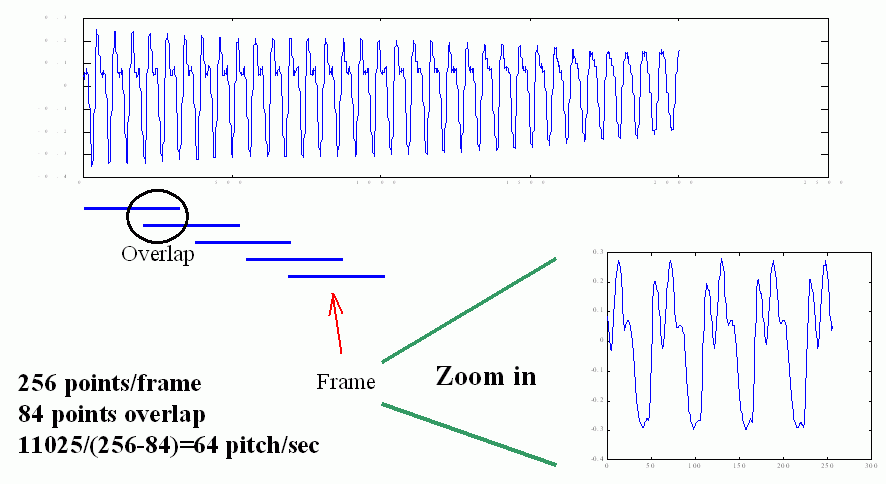 Overlap
Frame
Zoom in
256 points/frame
84 points overlap
11025/(256-84)=64 pitch/sec
0.3
0.2
0.1
0
-0.1
-0.2
-0.3
-0.4
0 50 100 150 200 250 300